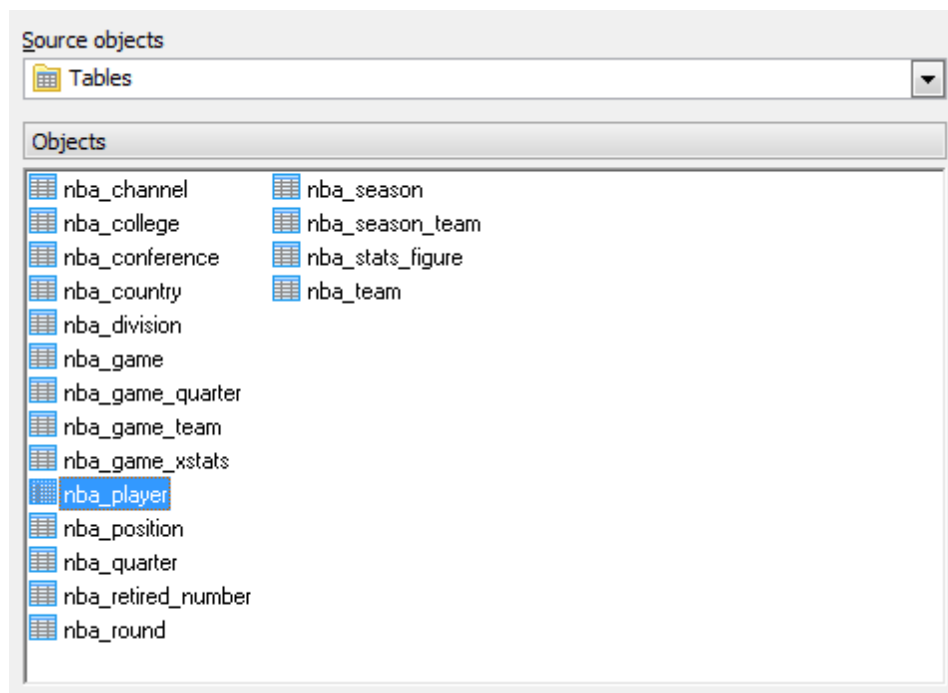 Source objects
Tables
Objects
nba_channel
nba_college
nba_conference
nba_country
nba_division
nba_game
nba_game_quarter
nba_game_team
nba_game_xstats
nba_player
nba_position
nba_quarter
nba_retired_number
nba_round
nba_season
nba_season_team
nba_stats_figure
nba_team